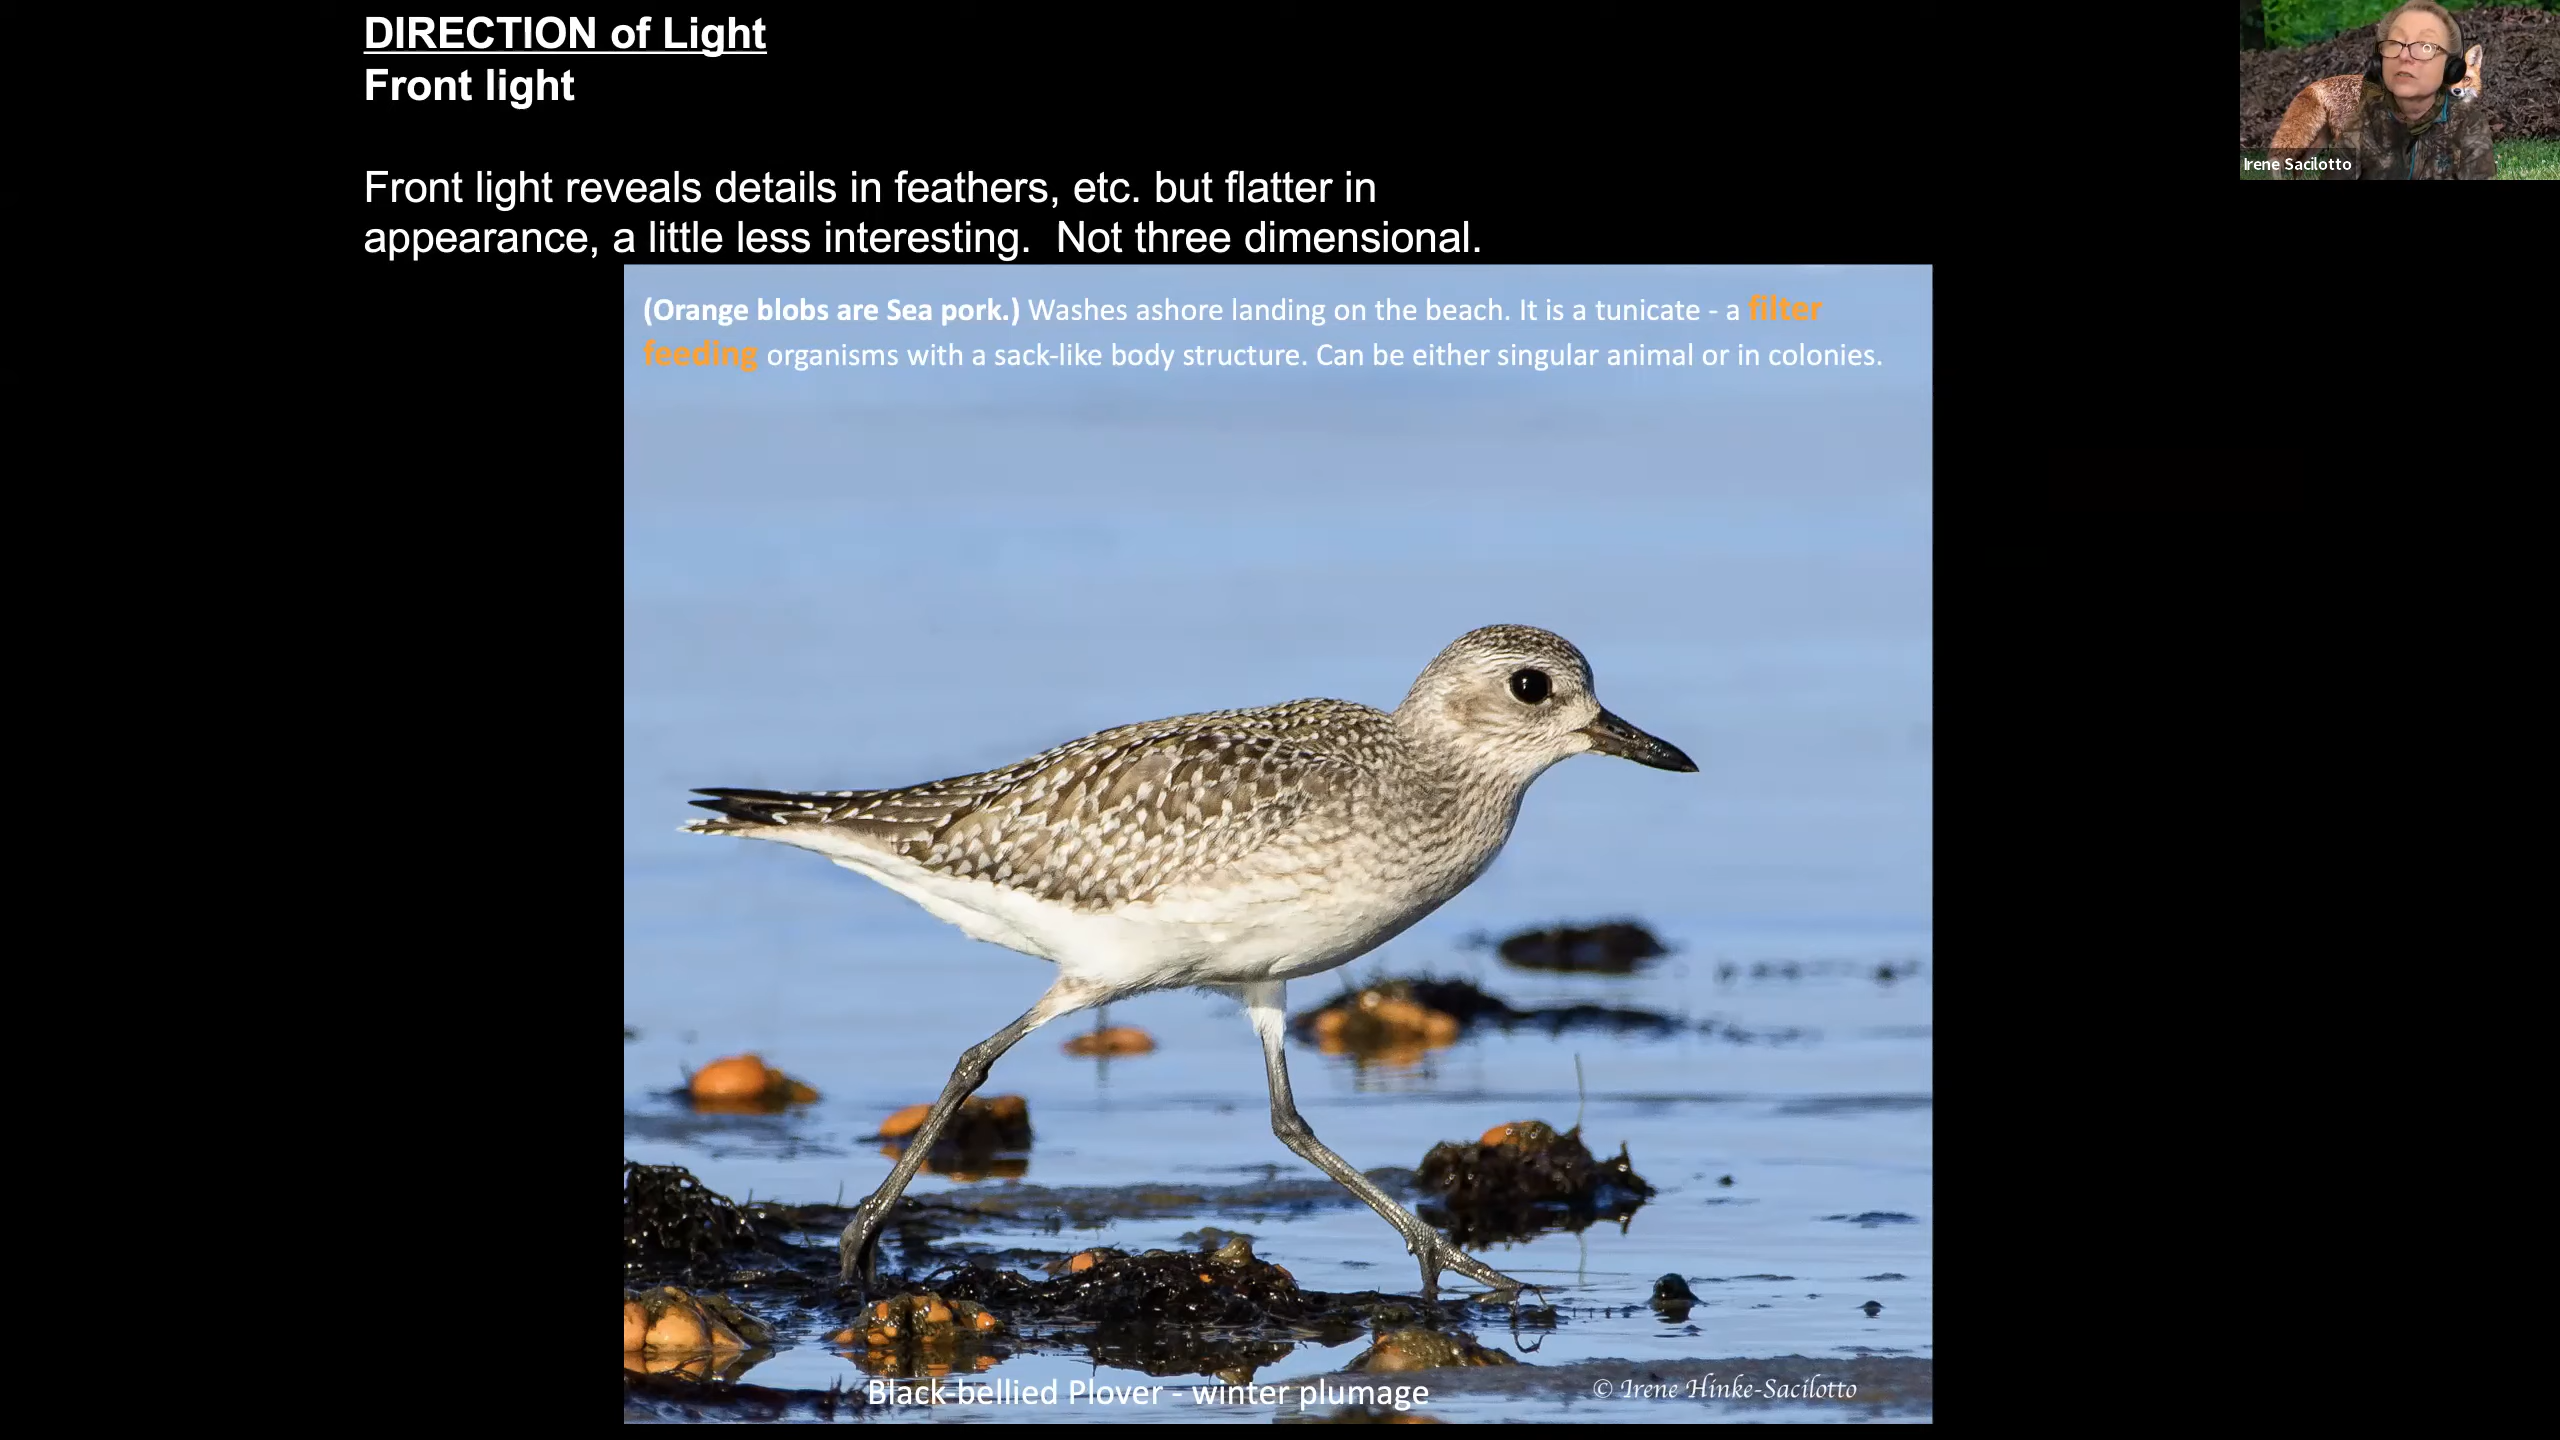 DIRECTION of Light
Front light
Irene Sacilotto
Front light reveals details in feathers, etc. but flatter in
appearance, a little less interesting.  Not three dimensional.
(Orange blobs are Sea pork.) Washes ashore landing on the beach. It is a tunicate - a filter
feeding organisms with a sack-like body structure. Can be either singular animal or in colonies.
Black-bellied Plover - winter plumage
© Irene Hinke-Sacilotto